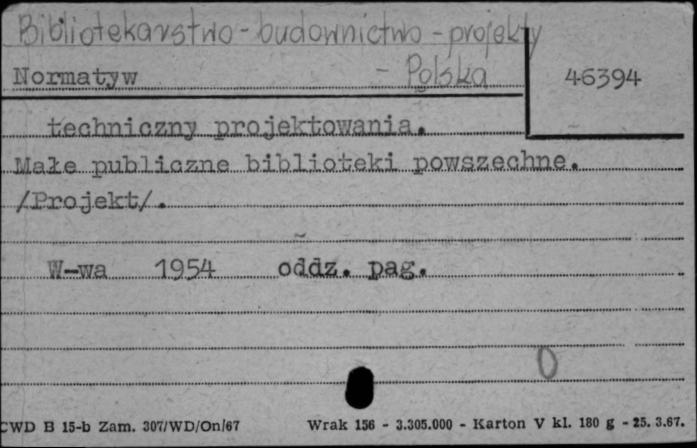 Bibliotekarstwo - budownictwo - projekty
- Polska
Normatyw
46394
techniczny projektowania.
Małe publiczne biblioteki powszechne.
/Projekt/.
W-wa 1954 oddz. pag.
0
CWD B 15-b Zam. 307/WD/On/67 Wrak 156 - 3.305.000 - Karton V kl. 180 g - 25. 3.67.